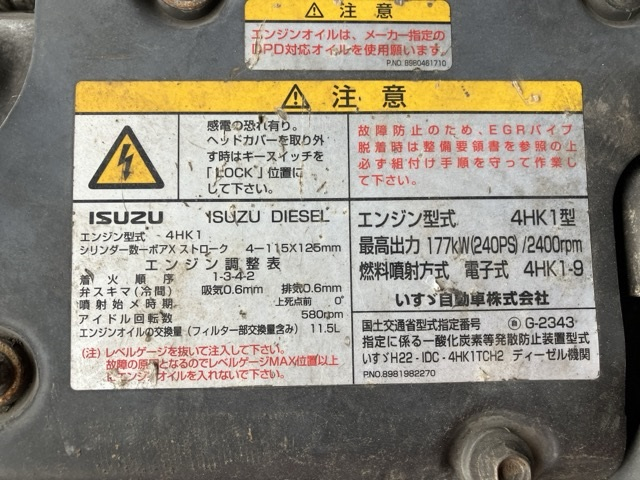 注意
エンジンオイルは、メーカー指定の
DPD対応オイルを使用願います。
P.NO.8980461710
注意
感電の恐れ有り。
ヘッドカバーを取り外
す時はキースイッチを
「LOCK」位置に
して下さい。
故障防止のため、EGRパイプ
脱着時は整備要領書を参照の上
必ず組付け手順を守って作業し
て下さい。
ISUZU ISUZU DIESEL
エンジン型式 4HK1
シリンダー数ーボアX ストローク 4－115X125mm
エンジン調整表
着火順序 1-3-4-2
弁スキマ(冷間) 吸気0.6mm 排気0.6mm
噴射始メ時期 上死点前 0°
アイドル回転数 580rpm
エンジンオイルの交換量(フィルター部交換量含み) 11.5L
(注)レベルゲージを抜いて注入して下さい。
故障の原因となるのでレベルゲージMAX位置以上
にエンジンオイルを入れないで下さい。
エンジン型式 4HK1型
最高出力 177kW(240PS)/2400rpm
燃料噴射方式 電子式 4HK1-9
いすゞ自動車株式会社
国土交通省型式指定番号 G-2343
指定に係る一酸化炭素等発散防止装置型式
いすゞH22-IDC-4HK1TCH2 ディーゼル機関
P.NO.8981982270